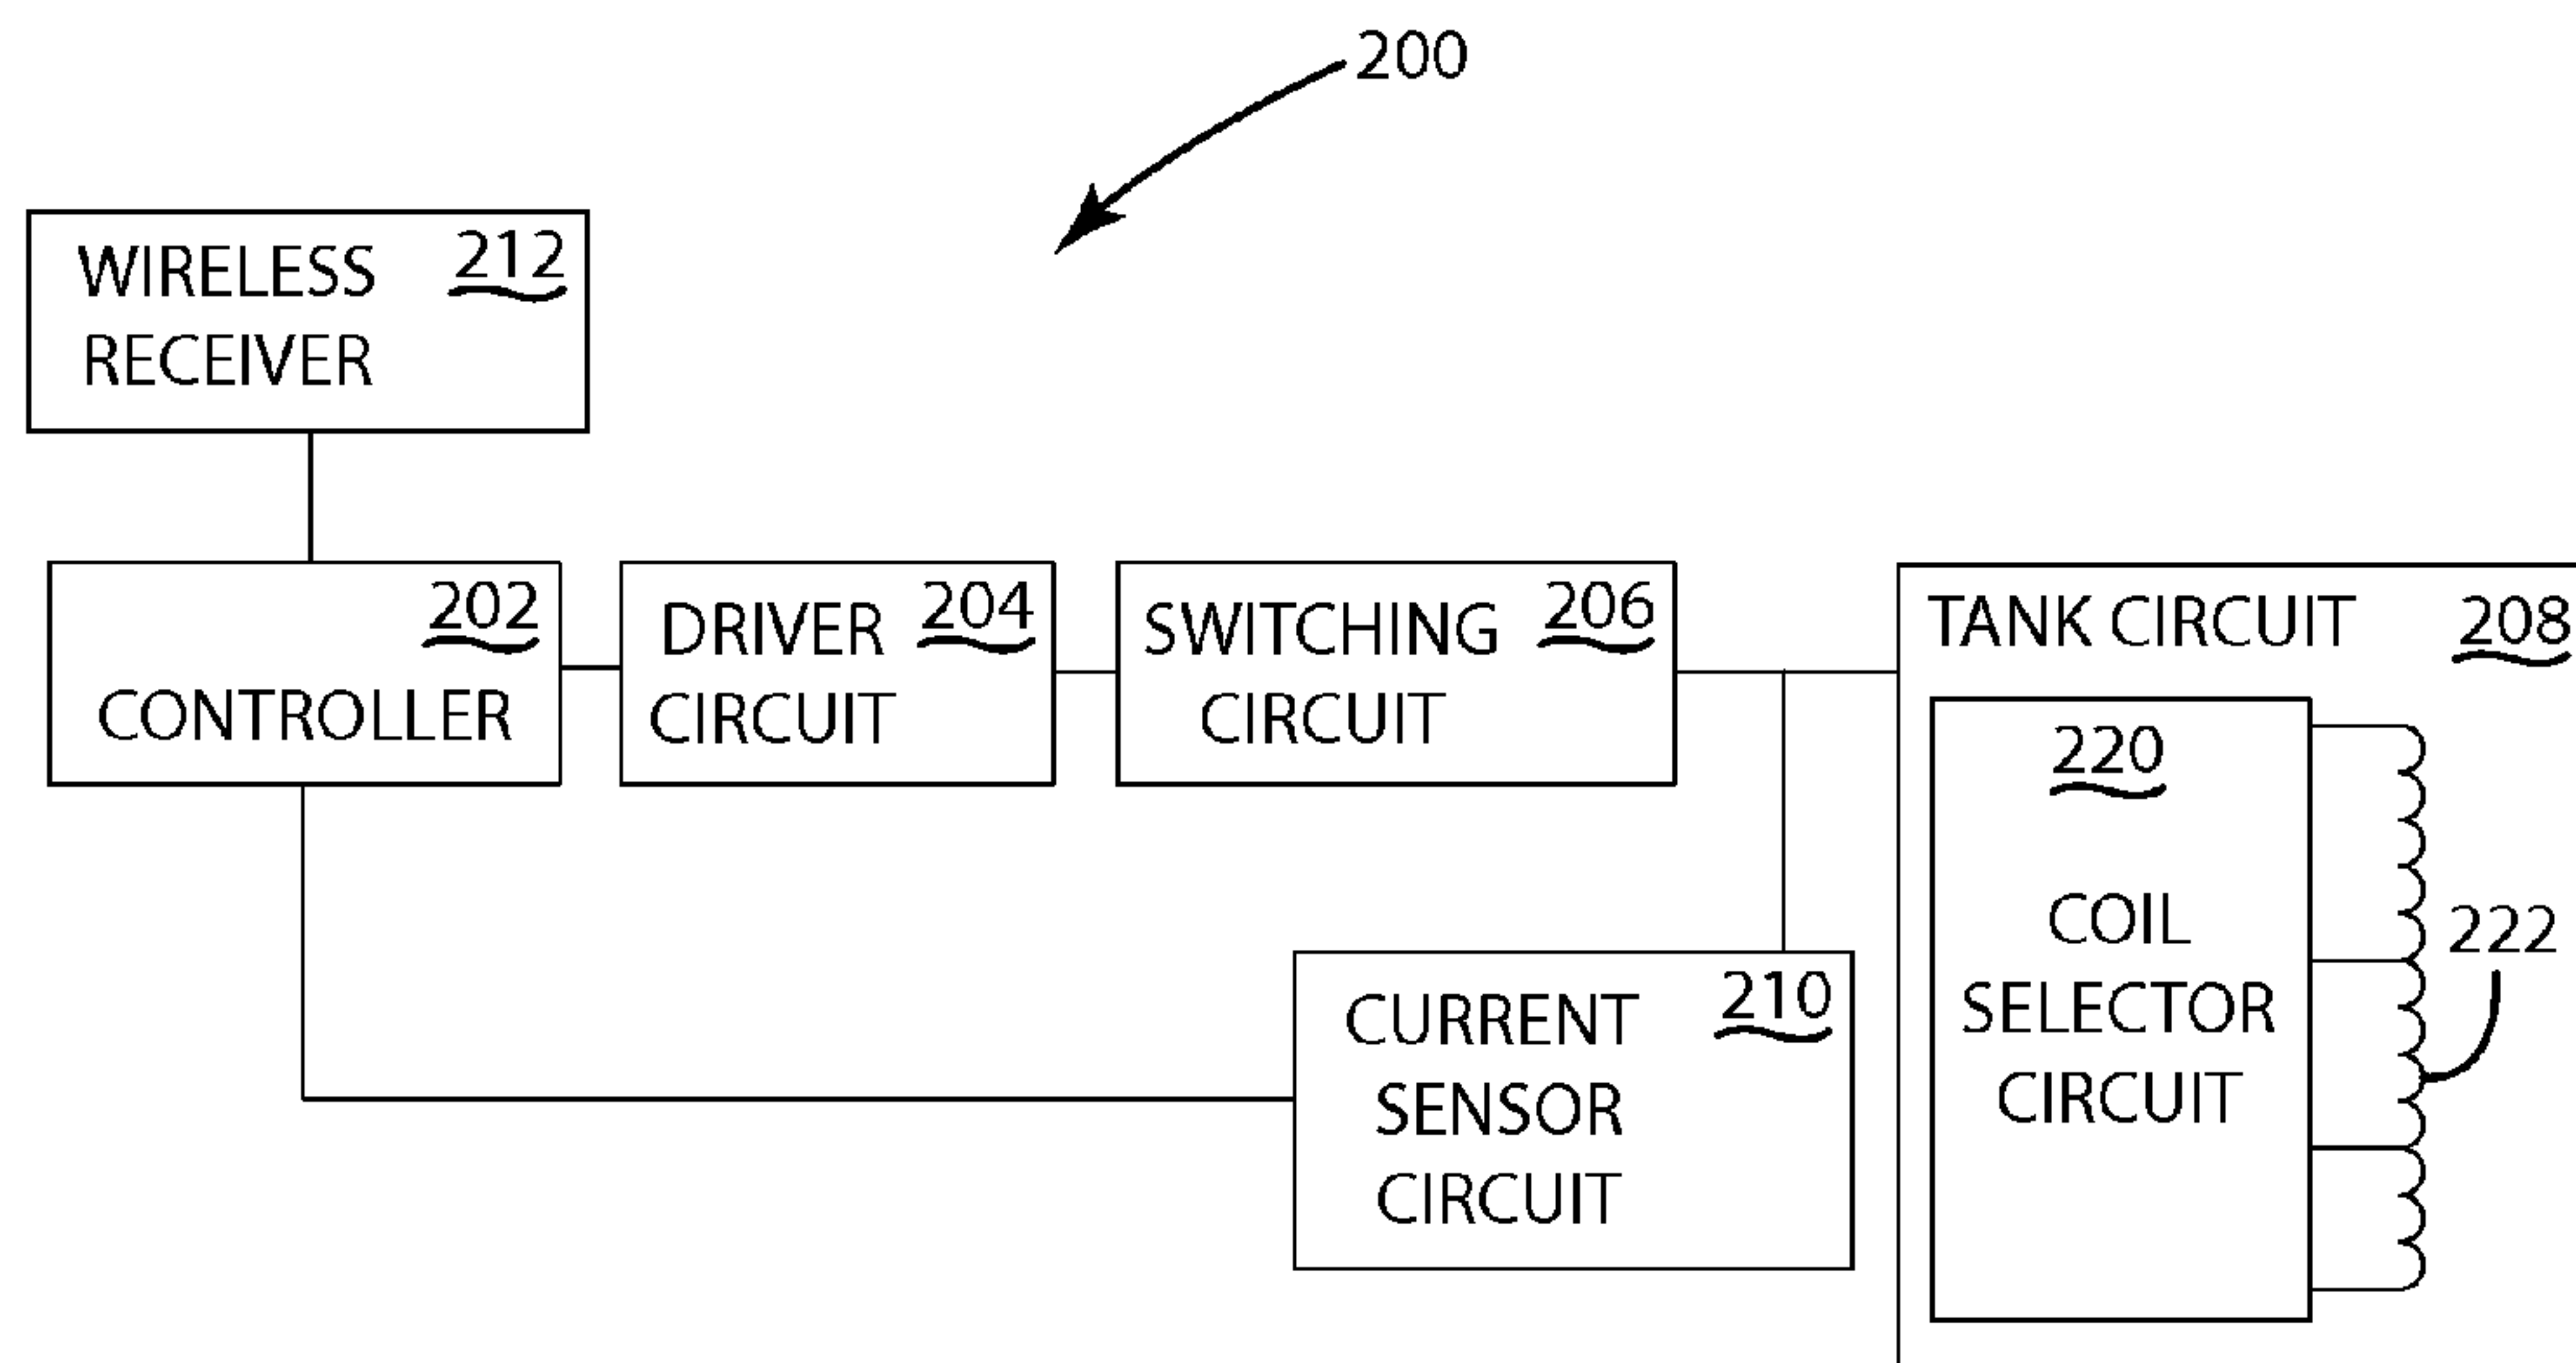 200
WIRELESS 212
RECEIVER
202
CONTROLLER
DRIVER 204
CIRCUIT
SWITCHING 206
CIRCUIT
TANK CIRCUIT 208
220
COIL
SELECTOR
CIRCUIT
222
CURRENT 210
SENSOR
CIRCUIT